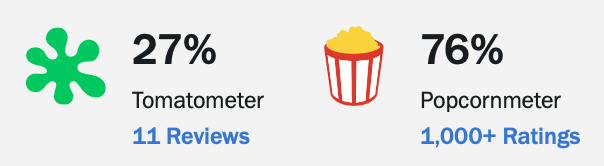 27%
Tomatometer
11 Reviews
76%
Popcornmeter
1,000+ Ratings